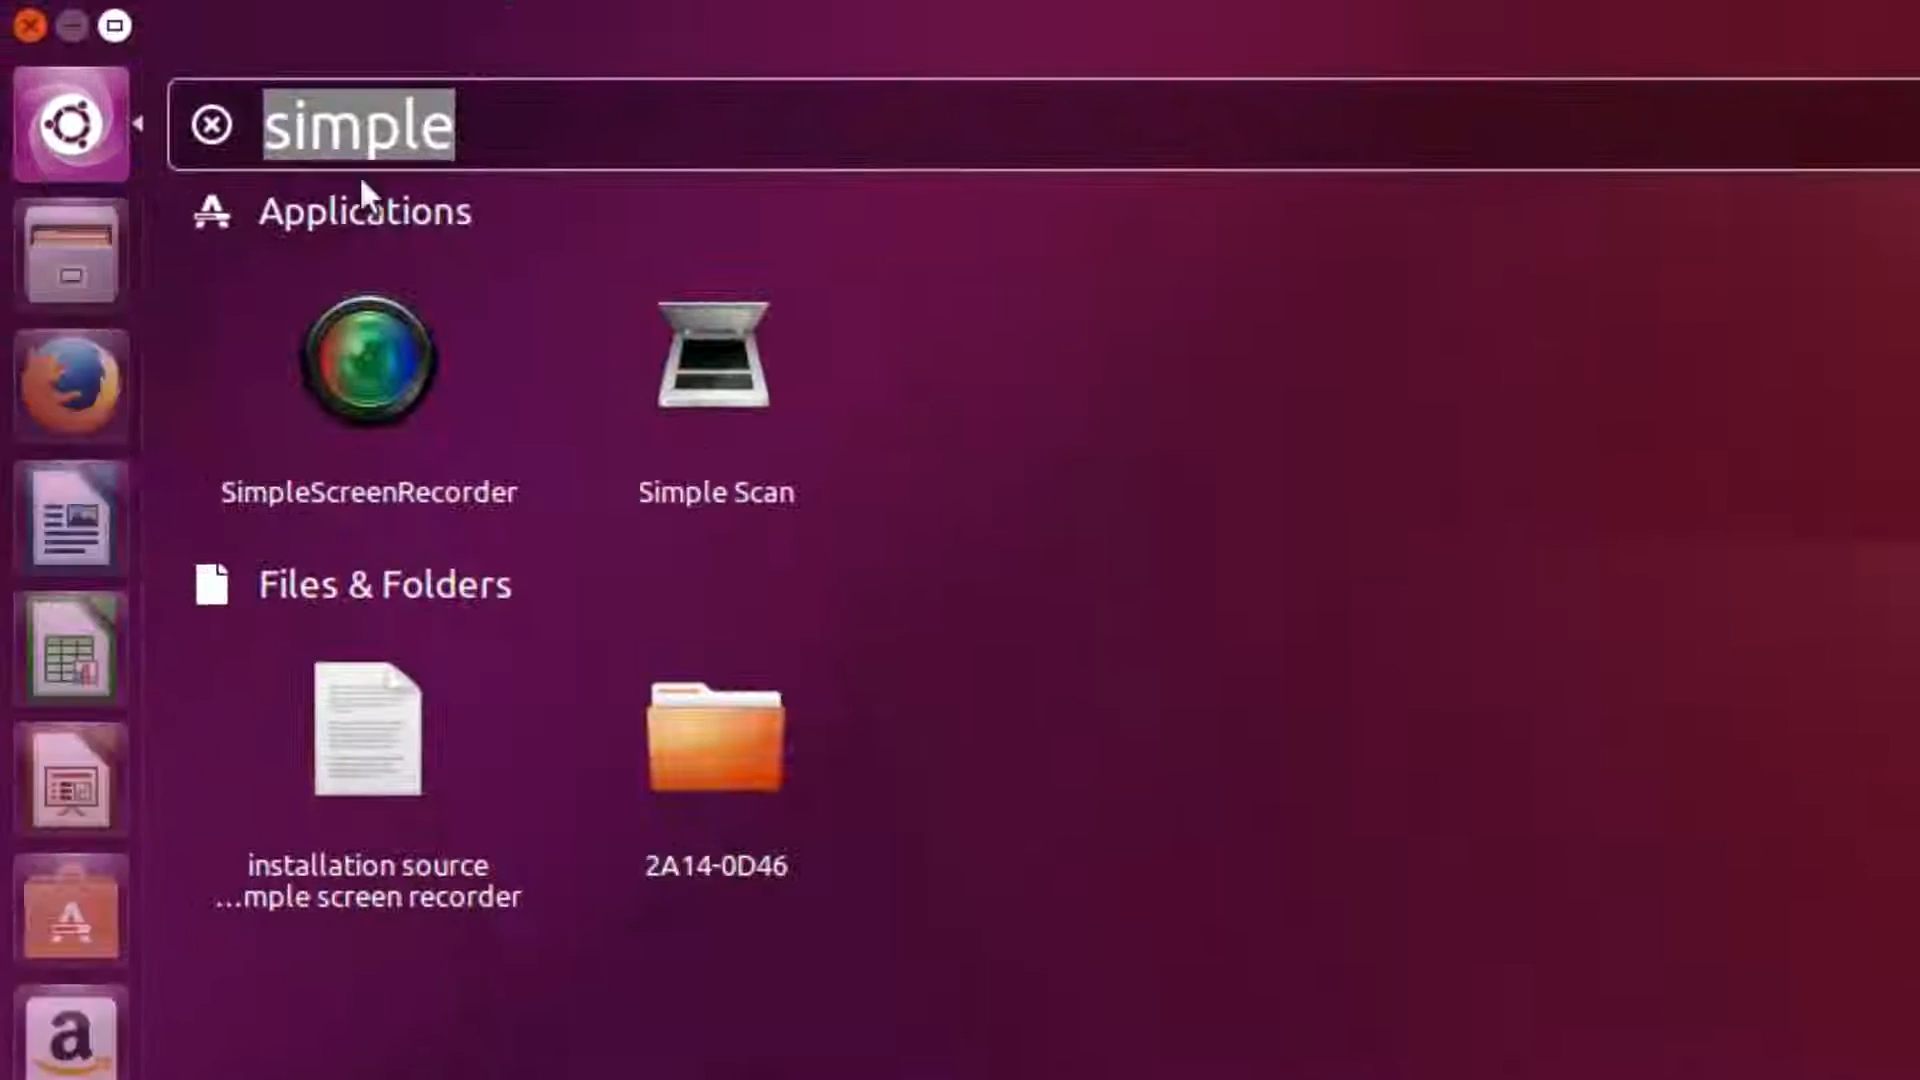 simple
Applications
SimpleScreenRecorder
Simple Scan
Files & Folders
installation source
...mple screen recorder
2A14-0D46
a